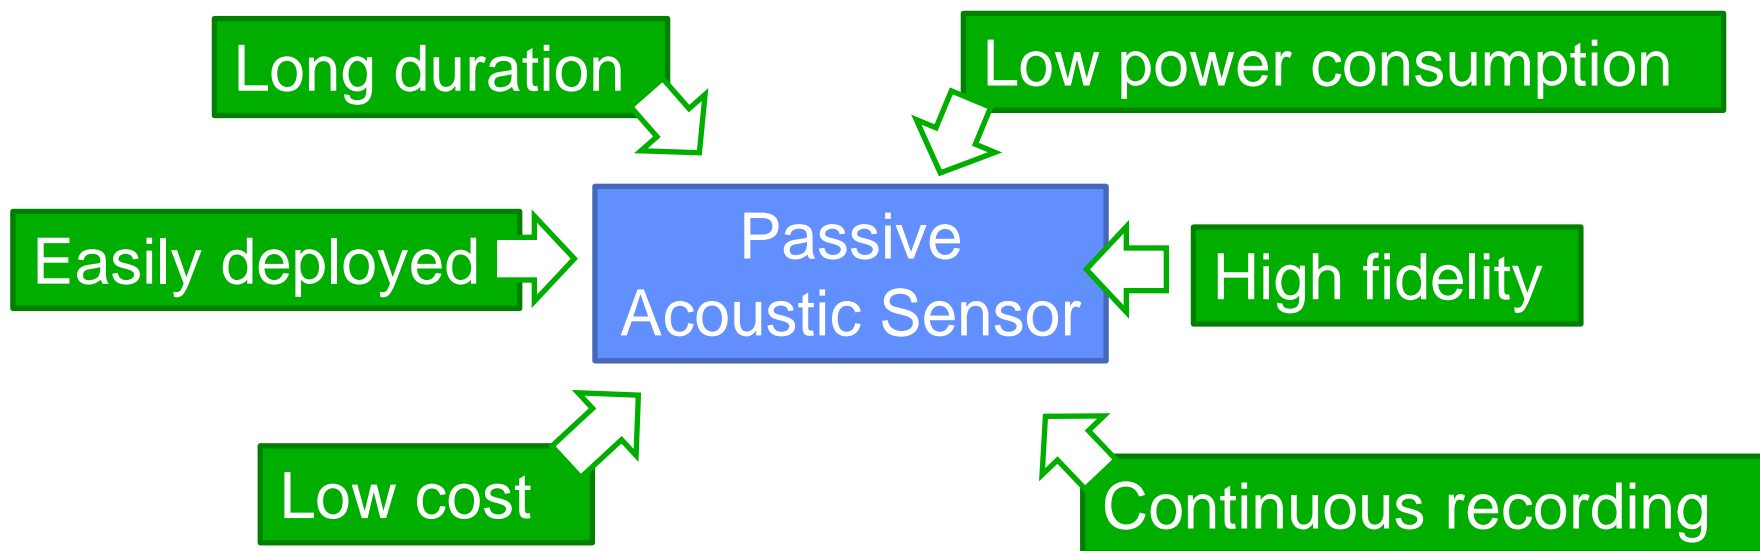 Long duration
Low power consumption
Easily deployed
Passive
Acoustic Sensor
High fidelity
Low cost
Continuous recording